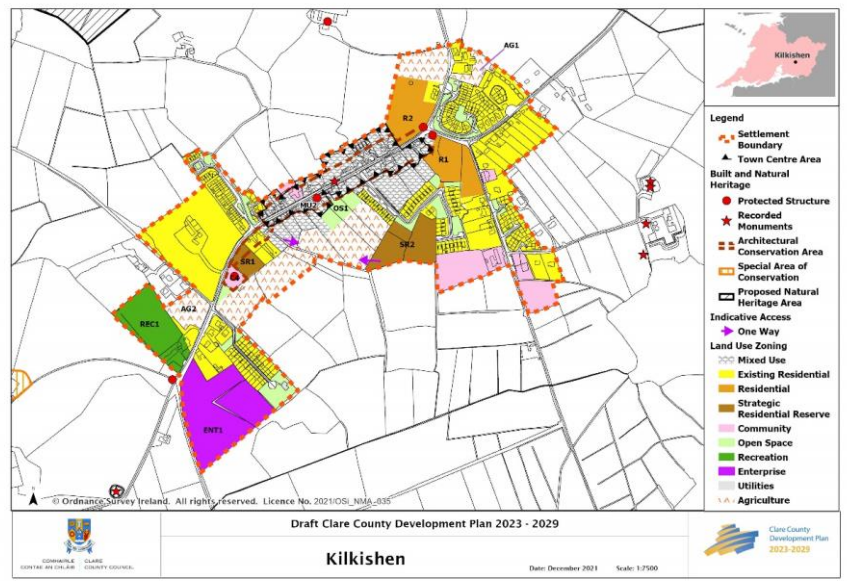 AG1
R2
R1
MU2
OS1
SR2
SR1
AG2
REC1
ENT1
© Ordnance Survey Ireland. All rights reserved. Licence No. 2021/OSi_NMA_035
Kilkishen
Legend
Settlement
Boundary
Town Centre Area
Built and Natural
Heritage
Protected Structure
Recorded
Monuments
Architectural
Conservation Area
Special Area of
Conservation
Proposed Natural
Heritage Area
Indicative Access
One Way
Land Use Zoning
Mixed Use
Existing Residential
Residential
Strategic
Residential Reserve
Community
Open Space
Recreation
Enterprise
Utilities
Agriculture
COMHAIRLE CLARE
CONTAE AN CHLÁIR COUNTY COUNCIL
Draft Clare County Development Plan 2023 - 2029
Kilkishen
Date: December 2021 Scale: 1:7500
Clare County
Development Plan
2023-2029